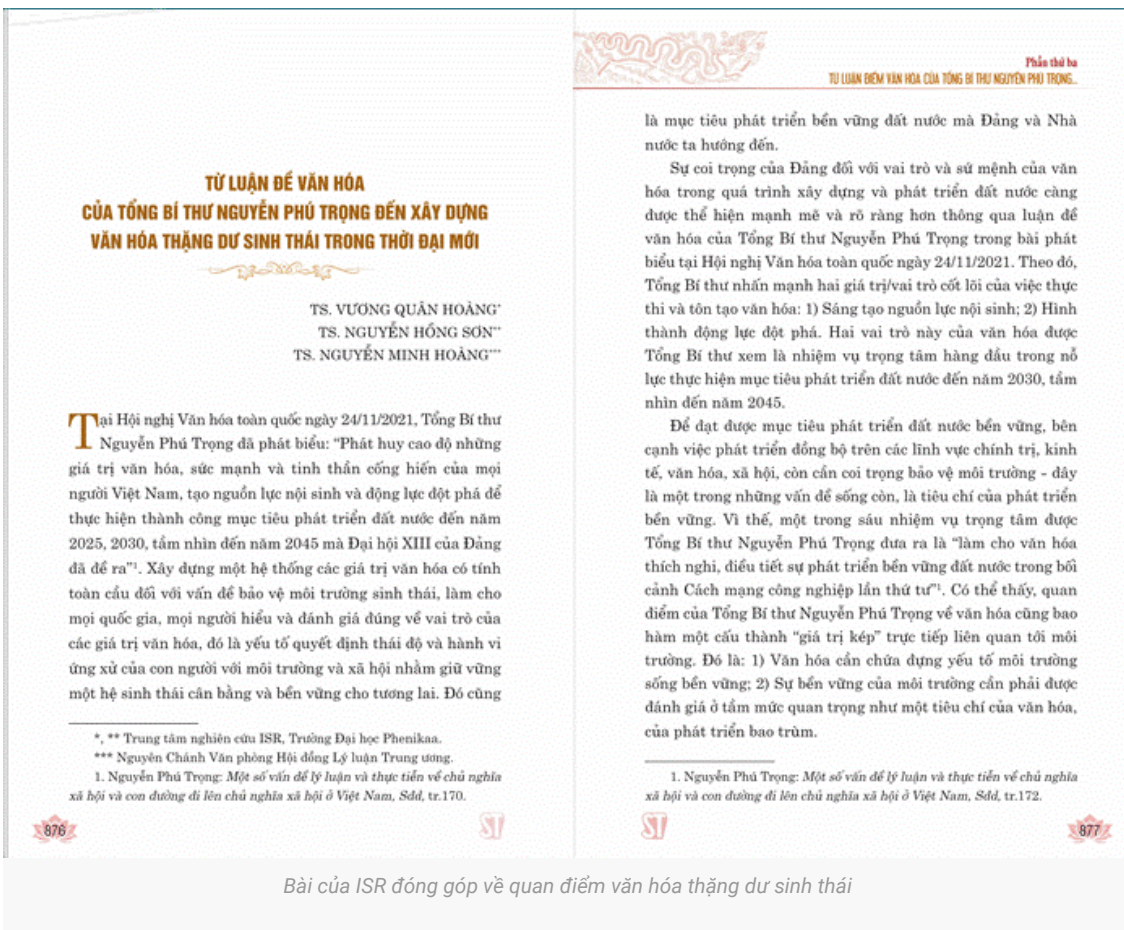 TỪ LUẬN ĐỀ VĂN HÓA
CỦA TỔNG BÍ THƯ NGUYỄN PHÚ TRỌNG ĐẾN XÂY DỰNG
VĂN HÓA THẶNG DƯ SINH THÁI TRONG THỜI ĐẠI MỚI
TS. VƯƠNG QUÂN HOÀNG*
TS. NGUYỄN HỒNG SƠN**
TS. NGUYỄN MINH HOÀNG***
Tại Hội nghị Văn hóa toàn quốc ngày 24/11/2021, Tổng Bí thư
Nguyễn Phú Trọng đã phát biểu: “Phát huy cao độ những
giá trị văn hóa, sức mạnh và tinh thần cống hiến của mọi
người Việt Nam, tạo nguồn lực nội sinh và động lực đột phá để
thực hiện thành công mục tiêu phát triển đất nước đến năm
2025, 2030, tầm nhìn đến năm 2045 mà Đại hội XIII của Đảng
đã đề ra”¹. Xây dựng một hệ thống các giá trị văn hóa có tính
toàn cầu đối với vấn đề bảo vệ môi trường sinh thái, làm cho
mọi quốc gia, mọi người hiểu và đánh giá đúng về vai trò của
các giá trị văn hóa, đó là yếu tố quyết định thái độ và hành vi
ứng xử của con người với môi trường và xã hội nhằm giữ vững
một hệ sinh thái cân bằng và bền vững cho tương lai. Đó cũng
*, ** Trung tâm nghiên cứu ISR, Trường Đại học Phenikaa.
*** Nguyên Chánh Văn phòng Hội đồng Lý luận Trung ương.
1. Nguyễn Phú Trọng: Một số vấn đề lý luận và thực tiễn về chủ nghĩa
xã hội và con đường đi lên chủ nghĩa xã hội ở Việt Nam, Sđd, tr.170.
876
ST
Phần thứ ba
TỪ LUẬN ĐIỂM VĂN HÓA CỦA TỔNG BÍ THƯ NGUYỄN PHÚ TRỌNG...
là mục tiêu phát triển bền vững đất nước mà Đảng và Nhà
nước ta hướng đến.
Sự coi trọng của Đảng đối với vai trò và sứ mệnh của văn
hóa trong quá trình xây dựng và phát triển đất nước càng
được thể hiện mạnh mẽ và rõ ràng hơn thông qua luận đề
văn hóa của Tổng Bí thư Nguyễn Phú Trọng trong bài phát
biểu tại Hội nghị Văn hóa toàn quốc ngày 24/11/2021. Theo đó,
Tổng Bí thư nhấn mạnh hai giá trị/vai trò cốt lõi của việc thực
thi và tôn tạo văn hóa: 1) Sáng tạo nguồn lực nội sinh; 2) Hình
thành động lực đột phá. Hai vai trò này của văn hóa được
Tổng Bí thư xem là nhiệm vụ trọng tâm hàng đầu trong nỗ
lực thực hiện mục tiêu phát triển đất nước đến năm 2030, tầm
nhìn đến năm 2045.
Để đạt được mục tiêu phát triển đất nước bền vững, bên
cạnh việc phát triển đồng bộ trên các lĩnh vực chính trị, kinh
tế, văn hóa, xã hội, còn cần coi trọng bảo vệ môi trường - đây
là một trong những vấn đề sống còn, là tiêu chí của phát triển
bền vững. Vì thế, một trong sáu nhiệm vụ trọng tâm được
Tổng Bí thư Nguyễn Phú Trọng đưa ra là “làm cho văn hóa
thích nghi, điều tiết sự phát triển bền vững đất nước trong bối
cảnh Cách mạng công nghiệp lần thứ tư”¹. Có thể thấy, quan
điểm của Tổng Bí thư Nguyễn Phú Trọng về văn hóa cũng bao
hàm một cấu thành “giá trị kép” trực tiếp liên quan tới môi
trường. Đó là: 1) Văn hóa cần chứa đựng yếu tố môi trường
sống bền vững; 2) Sự bền vững của môi trường cần phải được
đánh giá ở tầm mức quan trọng như một tiêu chí của văn hóa,
của phát triển bao trùm.
1. Nguyễn Phú Trọng: Một số vấn đề lý luận và thực tiễn về chủ nghĩa
xã hội và con đường đi lên chủ nghĩa xã hội ở Việt Nam, Sđd, tr.172.
ST
877
Bài của ISR đóng góp về quan điểm văn hóa thặng dư sinh thái